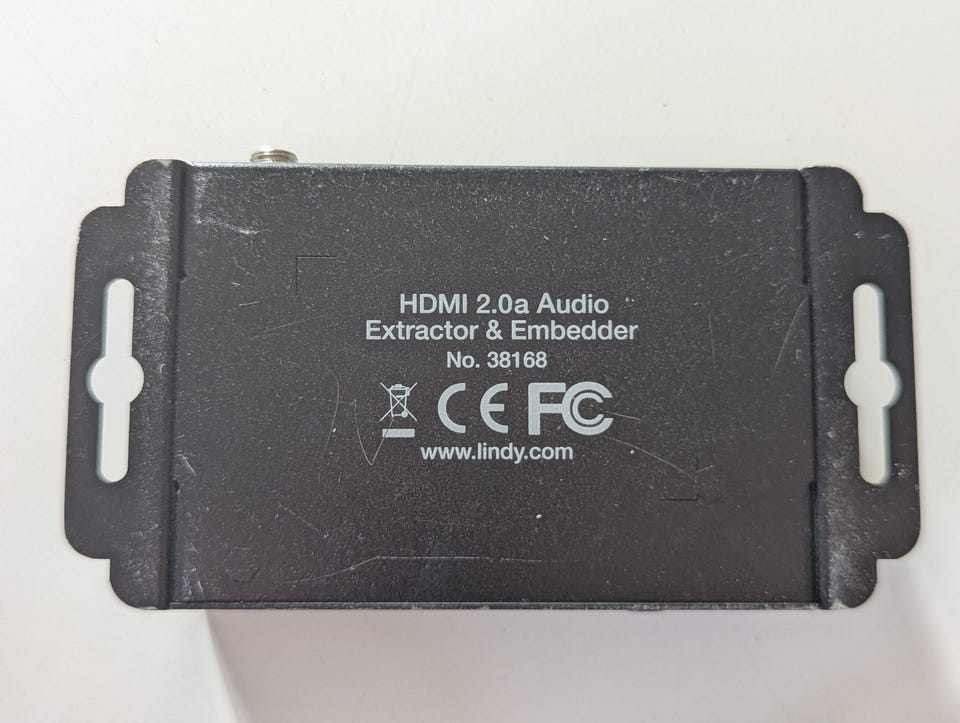 HDMI 2.0a Audio
Extractor & Embedder
No. 38168
CE FC
www.lindy.com